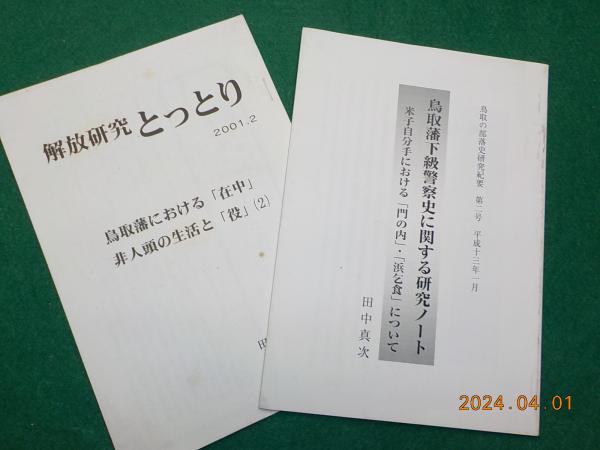 解放研究 とっとり
2001.2
鳥取藩における「在中」
非人頭の生活と「役」(2)
田
鳥取の部落史研究紀要 第二号 平成十三年一月
鳥取藩下級警察史に関する研究ノート
米子自分手における「門の内」・「浜乞食」について
田中真次
2024.04.01